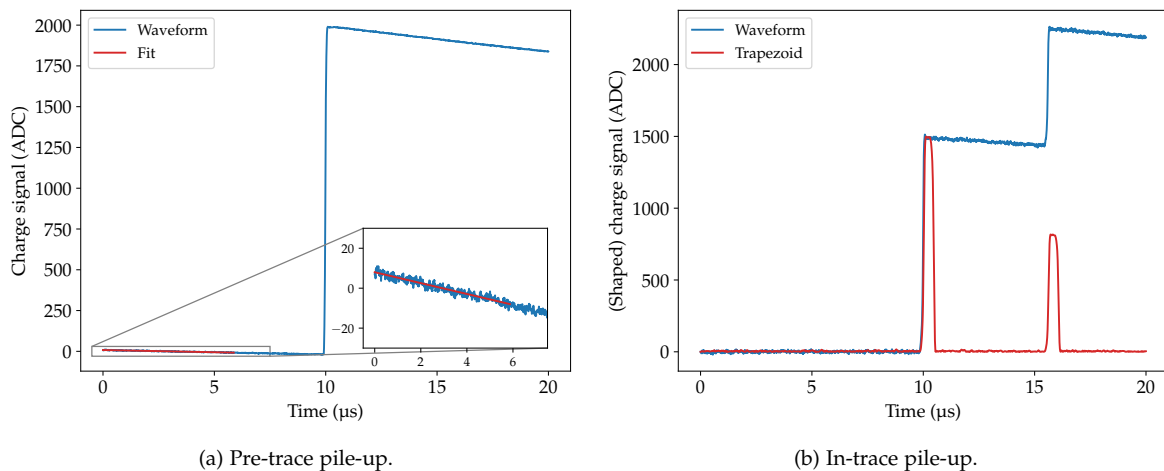 Waveform
Fit
2000
1750
1500
1250
1000
750
500
250
0
Charge signal (ADC)
20
0
−20
0 2 4 6
0 5 10 15 20
Time (μs)
(a) Pre-trace pile-up.
Waveform
Trapezoid
2000
1500
1000
500
0
(Shaped) charge signal (ADC)
0 5 10 15 20
Time (μs)
(b) In-trace pile-up.